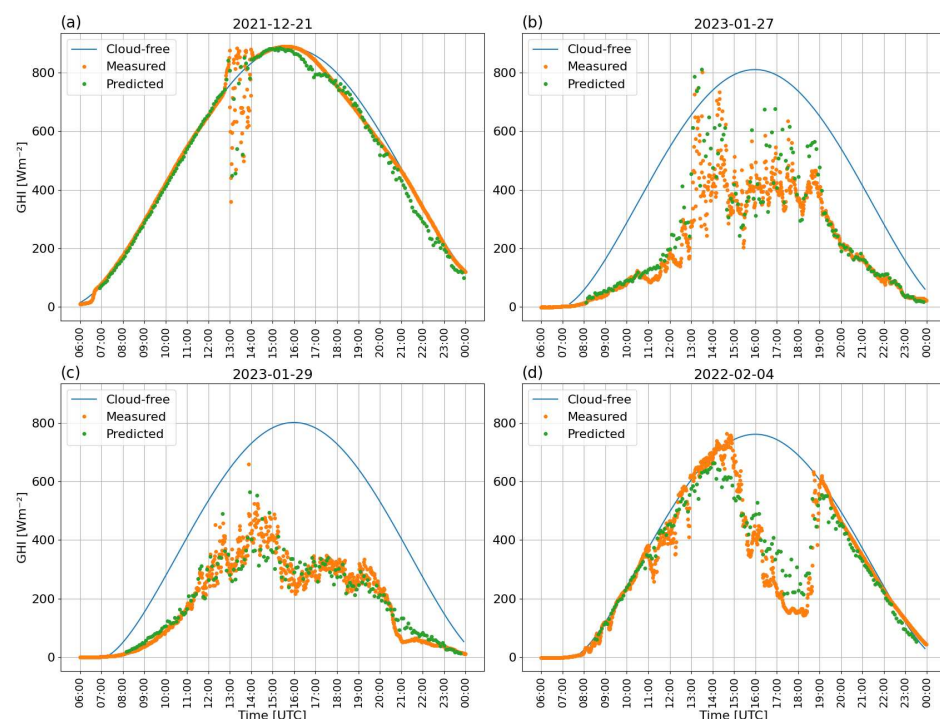 (a)
2021-12-21
Cloud-free
Measured
Predicted
GHI [Wm⁻²]
800
600
400
200
0
06:00 07:00 08:00 09:00 10:00 11:00 12:00 13:00 14:00 15:00 16:00 17:00 18:00 19:00 20:00 21:00 22:00 23:00 00:00
(b)
2023-01-27
Cloud-free
Measured
Predicted
800
600
400
200
0
06:00 07:00 08:00 09:00 10:00 11:00 12:00 13:00 14:00 15:00 16:00 17:00 18:00 19:00 20:00 21:00 22:00 23:00 00:00
(c)
2023-01-29
Cloud-free
Measured
Predicted
GHI [Wm⁻²]
800
600
400
200
0
06:00 07:00 08:00 09:00 10:00 11:00 12:00 13:00 14:00 15:00 16:00 17:00 18:00 19:00 20:00 21:00 22:00 23:00 00:00
Time [UTC]
(d)
2022-02-04
Cloud-free
Measured
Predicted
800
600
400
200
0
06:00 07:00 08:00 09:00 10:00 11:00 12:00 13:00 14:00 15:00 16:00 17:00 18:00 19:00 20:00 21:00 22:00 23:00 00:00
Time [UTC]